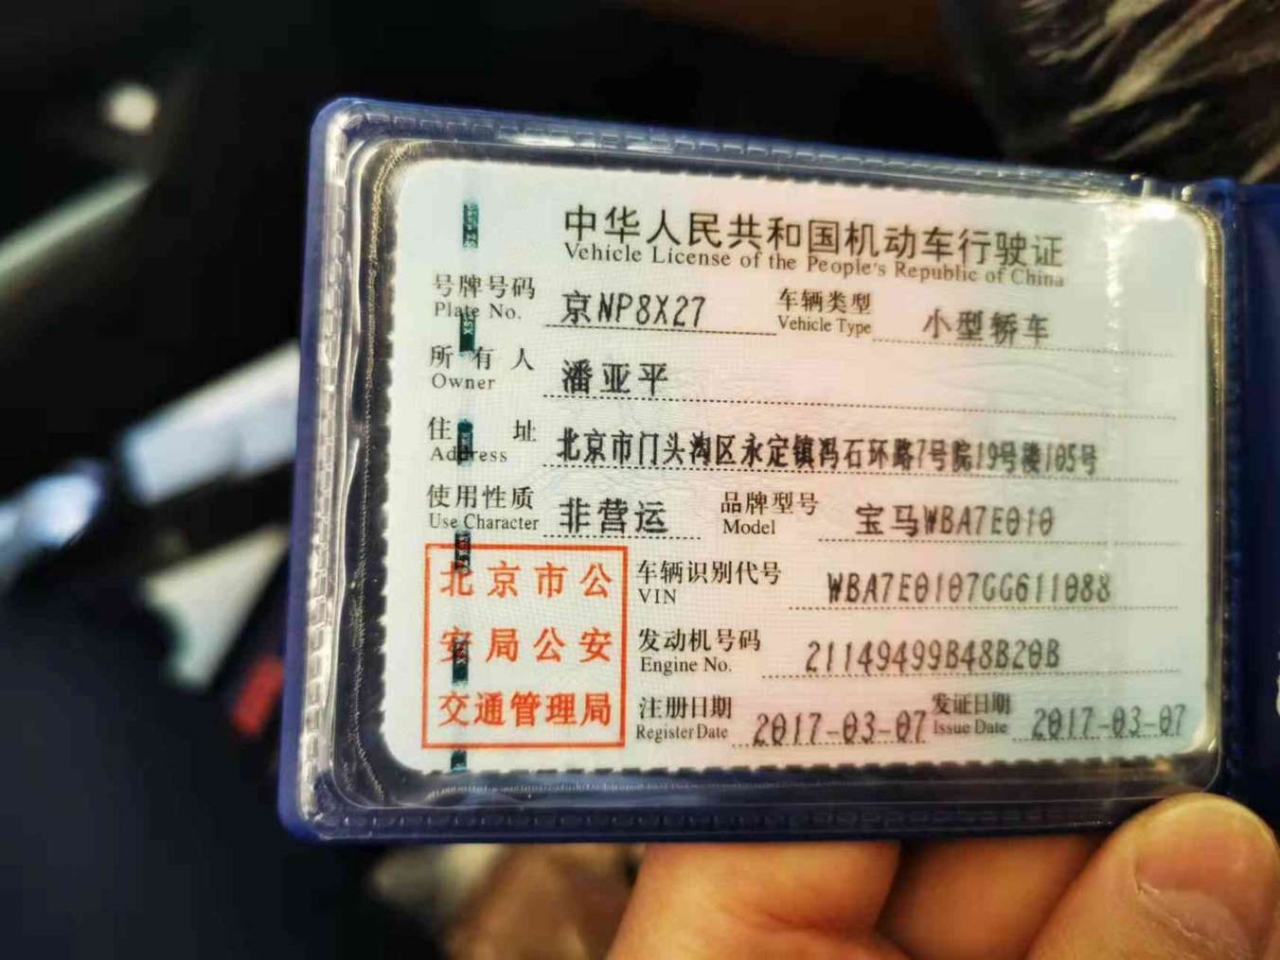 中华人民共和国机动车行驶证
Vehicle License of the People's Republic of China
号牌号码 京NP8X27 车辆类型 小型轿车
Plate No. Vehicle Type
所有人 潘亚平
Owner
住址 北京市门头沟区永定镇冯石环路7号院19号楼105号
Address
使用性质 非营运 品牌型号 宝马WBA7E010
Use Character Model
北京市公
安局公安
交通管理局
车辆识别代号 WBA7E0107GG611088
VIN
发动机号码 21149499B48B20B
Engine No.
注册日期 2017-03-07 发证日期 2017-03-07
Register Date Issue Date